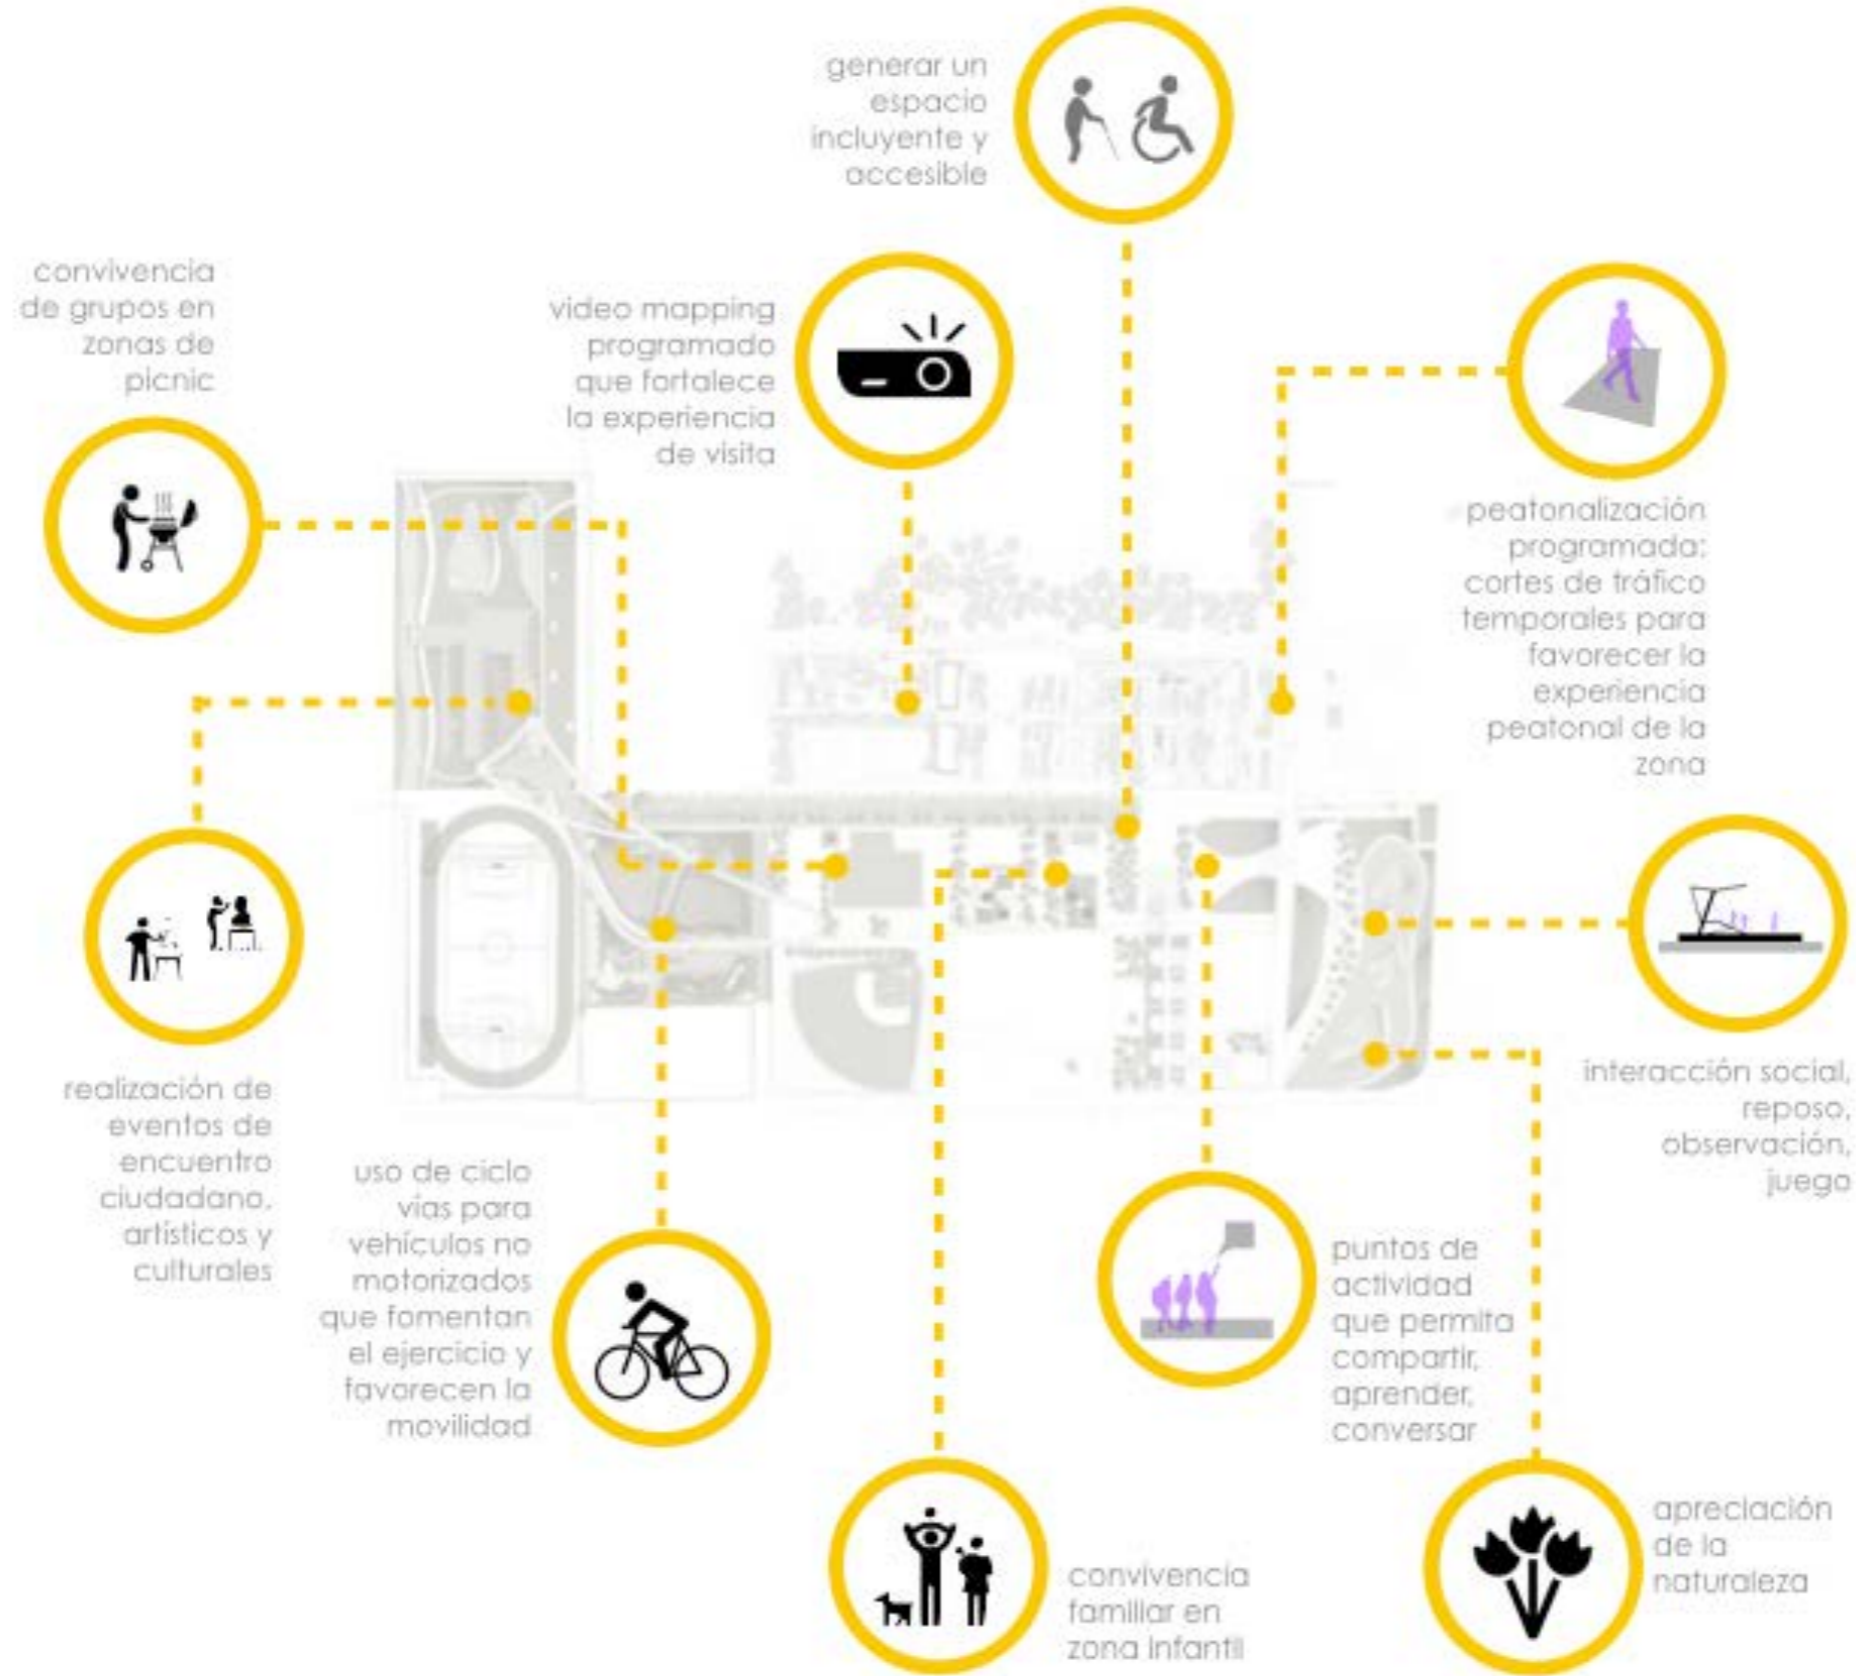 generar un
espacio
incluyente y
accesible
convivencia
de grupos en
zonas de
picnic
video mapping
programado
que fortalece
la experiencia
de visita
peatonalización
programada;
cortes de tráfico
temporales para
favorecer la
experiencia
peatonal de la
zona
realización de
eventos de
encuentro
ciudadano,
artísticos y
culturales
uso de ciclo
vías para
vehículos no
motorizados
que fomentan
el ejercicio y
favorecen la
movilidad
interacción social,
reposo,
observación,
juego
puntos de
actividad
que permita
compartir,
aprender,
conversar
convivencia
familiar en
zona infantil
apreciación
de la
naturaleza